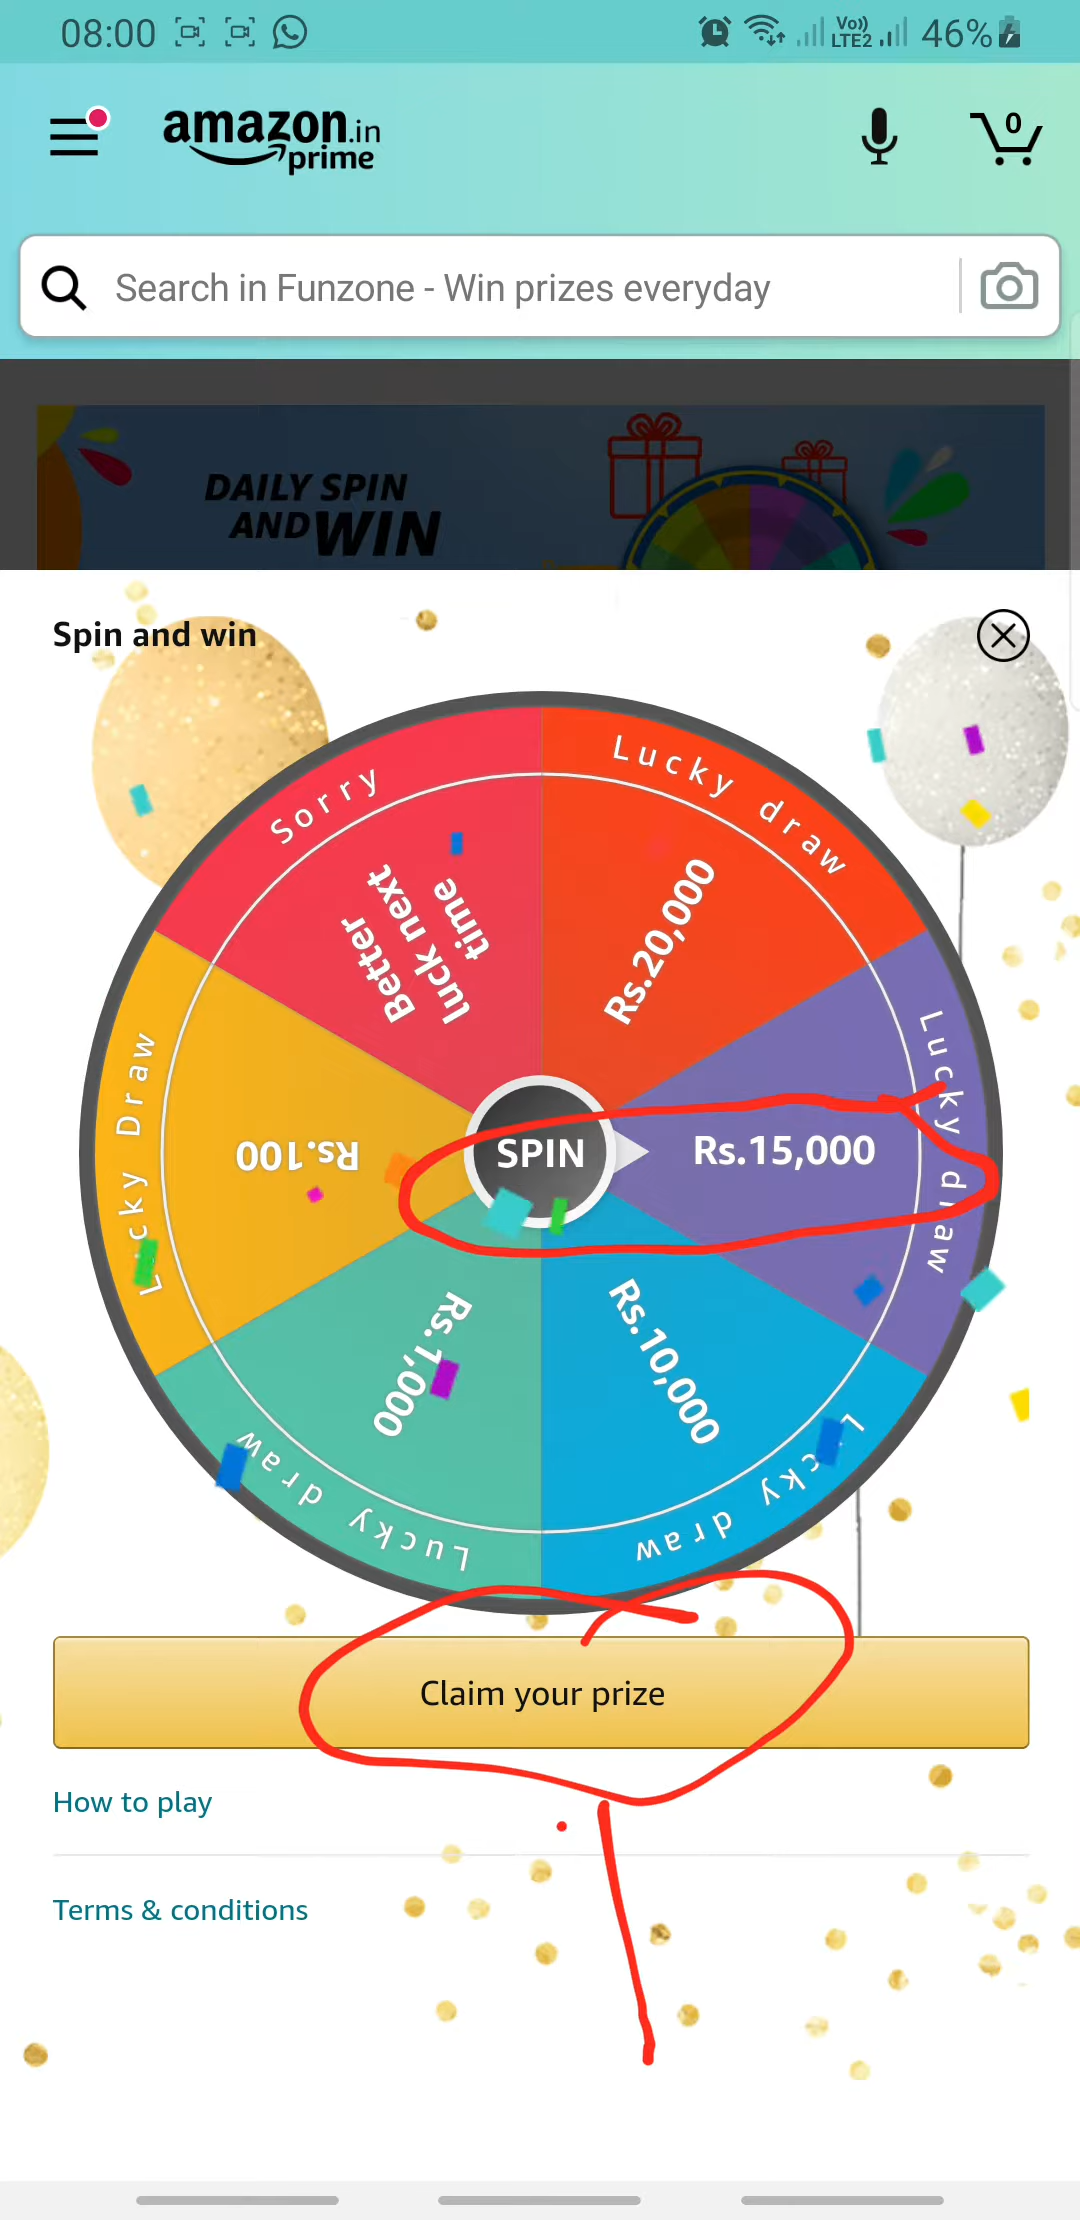 08:00
Vo))
LTE2
46%
amazon.in
prime
0
Search in Funzone - Win prizes everyday
DAILY SPIN
AND WIN
Spin and win
Sorry
Better
luck next
time
Lucky draw
Rs.20,000
Lucky draw
Rs.15,000
Lucky draw
Rs.10,000
Lucky draw
Rs.1,000
Lucky Draw
Rs.100
SPIN
Claim your prize
How to play
Terms & conditions